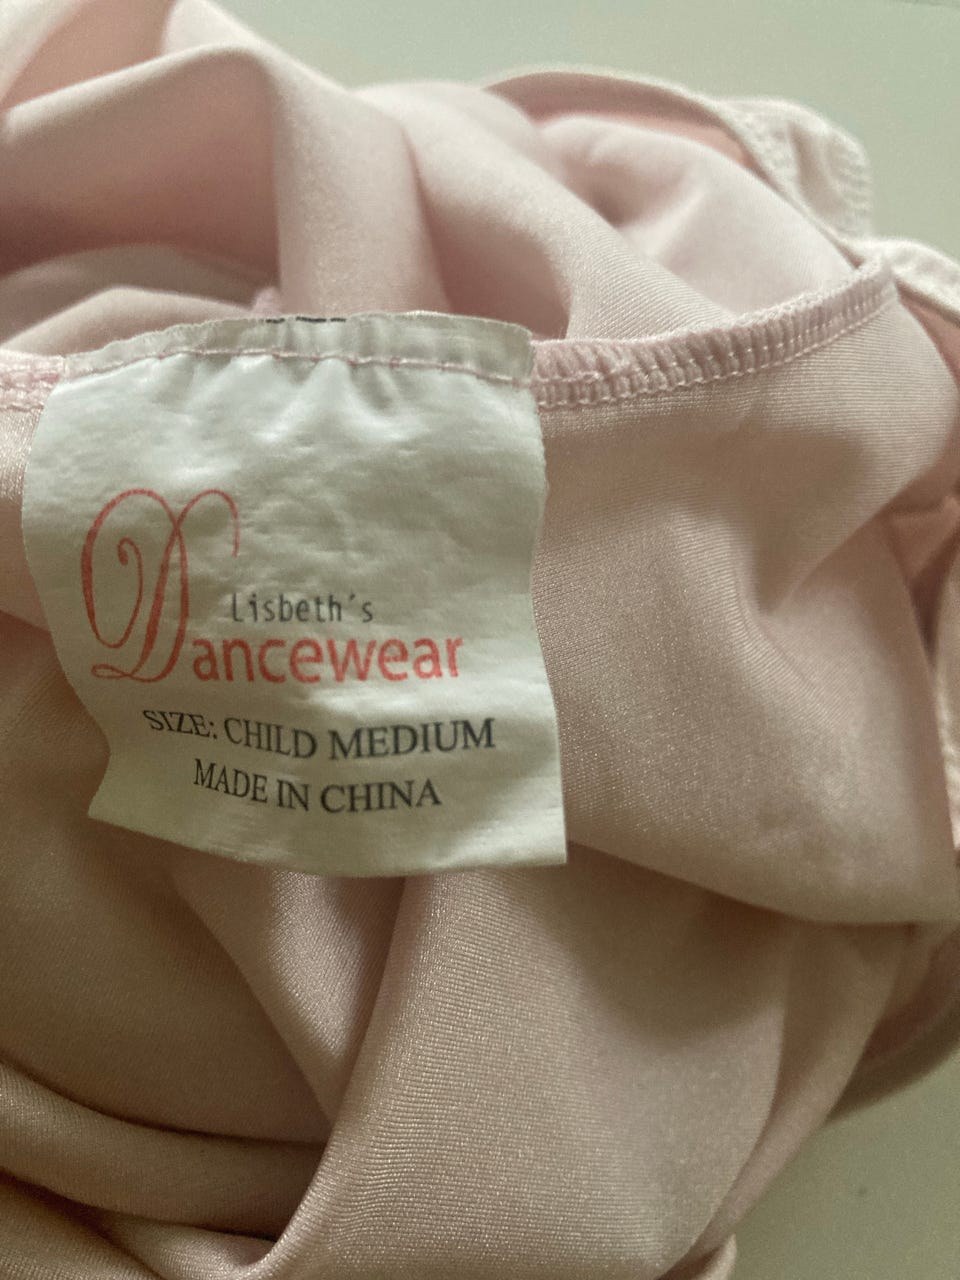 Lisbeth's
Dancewear
SIZE: CHILD MEDIUM
MADE IN CHINA